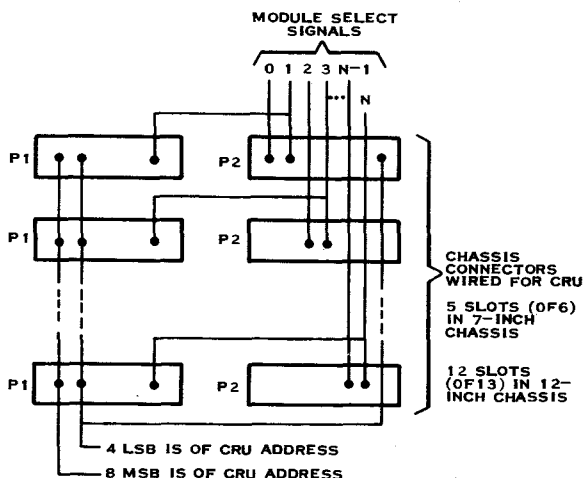 MODULE SELECT
SIGNALS
0 1 2 3 N-1
N
P1 P2
P1 P2
P1 P2
CHASSIS
CONNECTORS
WIRED FOR CRU
5 SLOTS (OF6)
IN 7-INCH
CHASSIS
12 SLOTS
(OF13) IN 12-
INCH CHASSIS
4 LSB IS OF CRU ADDRESS
8 MSB IS OF CRU ADDRESS